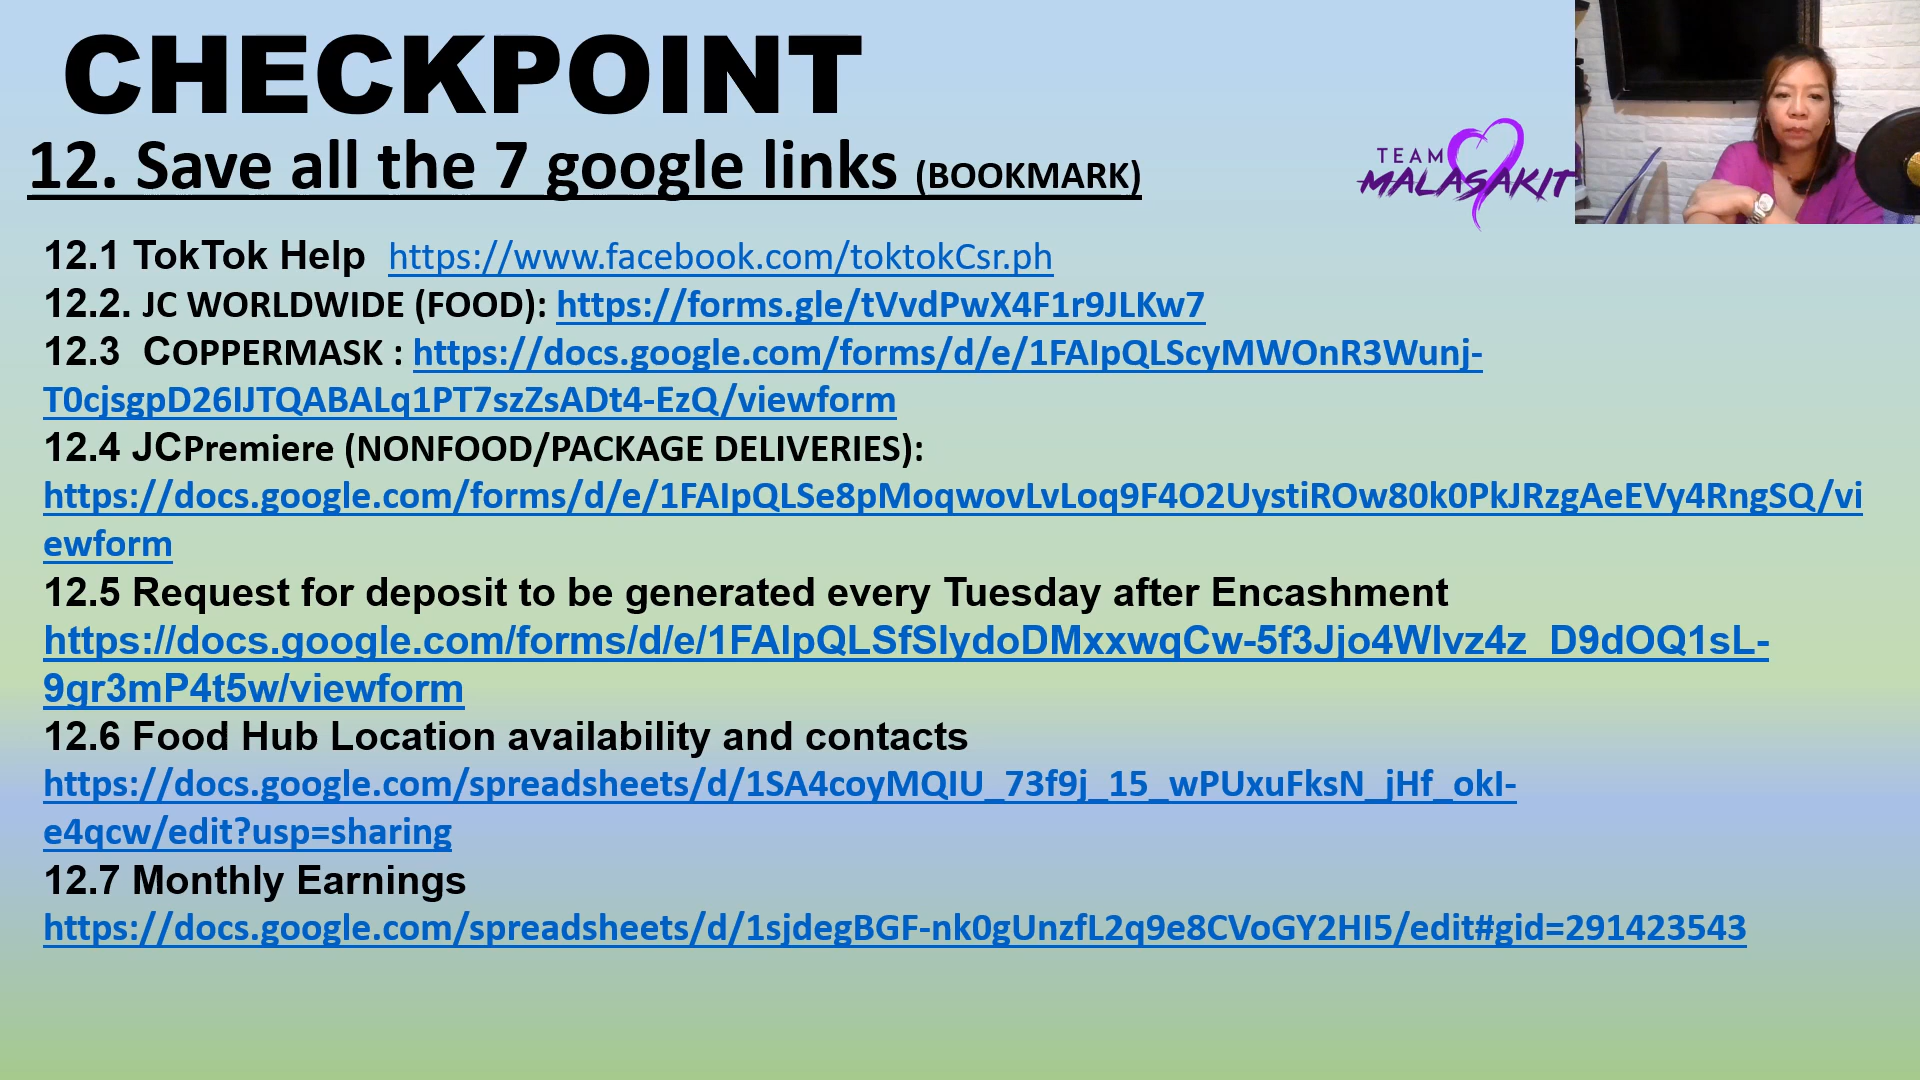 CHECKPOINT
12. Save all the 7 google links (BOOKMARK)
TEAM
MALASAKIT
12.1 TokTok Help https://www.facebook.com/toktokCsr.ph
12.2. JC WORLDWIDE (FOOD): https://forms.gle/tVvdPwX4F1r9JLKw7
12.3 COPPERMASK : https://docs.google.com/forms/d/e/1FAIpQLScyMWOnR3Wunj-
T0cjsgpD26IJTQABALq1PT7szZsADt4-EzQ/viewform
12.4 JCPremiere (NONFOOD/PACKAGE DELIVERIES):
https://docs.google.com/forms/d/e/1FAIpQLSe8pMoqwovLvLoq9F4O2UystiROw80k0PkJRzgAeEVy4RngSQ/vi
ewform
12.5 Request for deposit to be generated every Tuesday after Encashment
https://docs.google.com/forms/d/e/1FAIpQLSfSlydoDMxxwqCw-5f3Jjo4Wlvz4z_D9dOQ1sL-
9gr3mP4t5w/viewform
12.6 Food Hub Location availability and contacts
https://docs.google.com/spreadsheets/d/1SA4coyMQIU_73f9j_15_wPUxuFksN_jHf_okI-
e4qcw/edit?usp=sharing
12.7 Monthly Earnings
https://docs.google.com/spreadsheets/d/1sjdegBGF-nk0gUnzfL2q9e8CVoGY2HI5/edit#gid=291423543